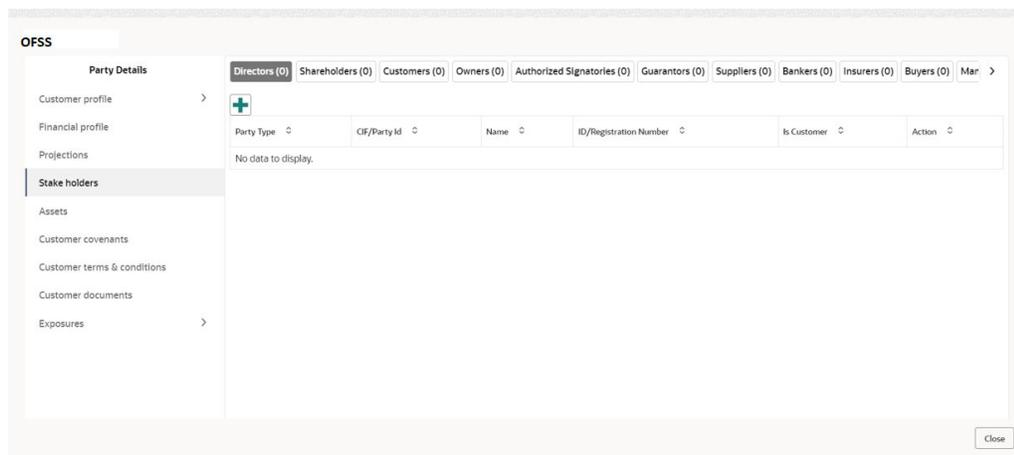 OFSS
Party Details
Customer profile
Financial profile
Projections
Stake holders
Assets
Customer covenants
Customer terms & conditions
Customer documents
Exposures
Directors (0) Shareholders (0) Customers (0) Owners (0) Authorized Signatories (0) Guarantors (0) Suppliers (0) Bankers (0) Insurers (0) Buyers (0) Mar
Party Type CIF/Party Id Name ID/Registration Number Is Customer Action
No data to display.
Close